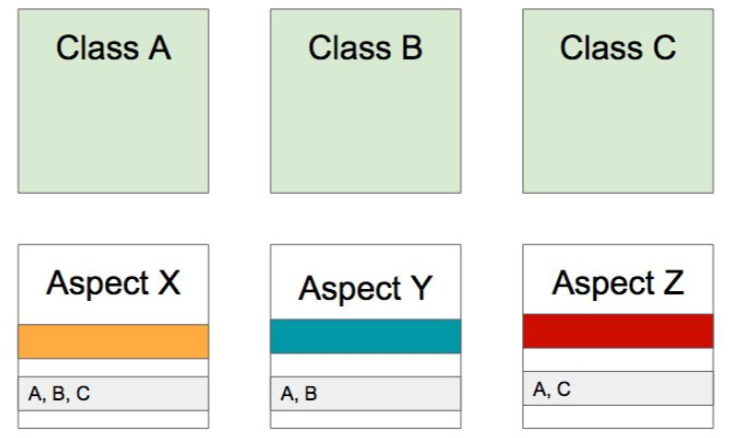 Class A
Class B
Class C
Aspect X
Aspect Y
Aspect Z
A, B, C
A, B
A, C